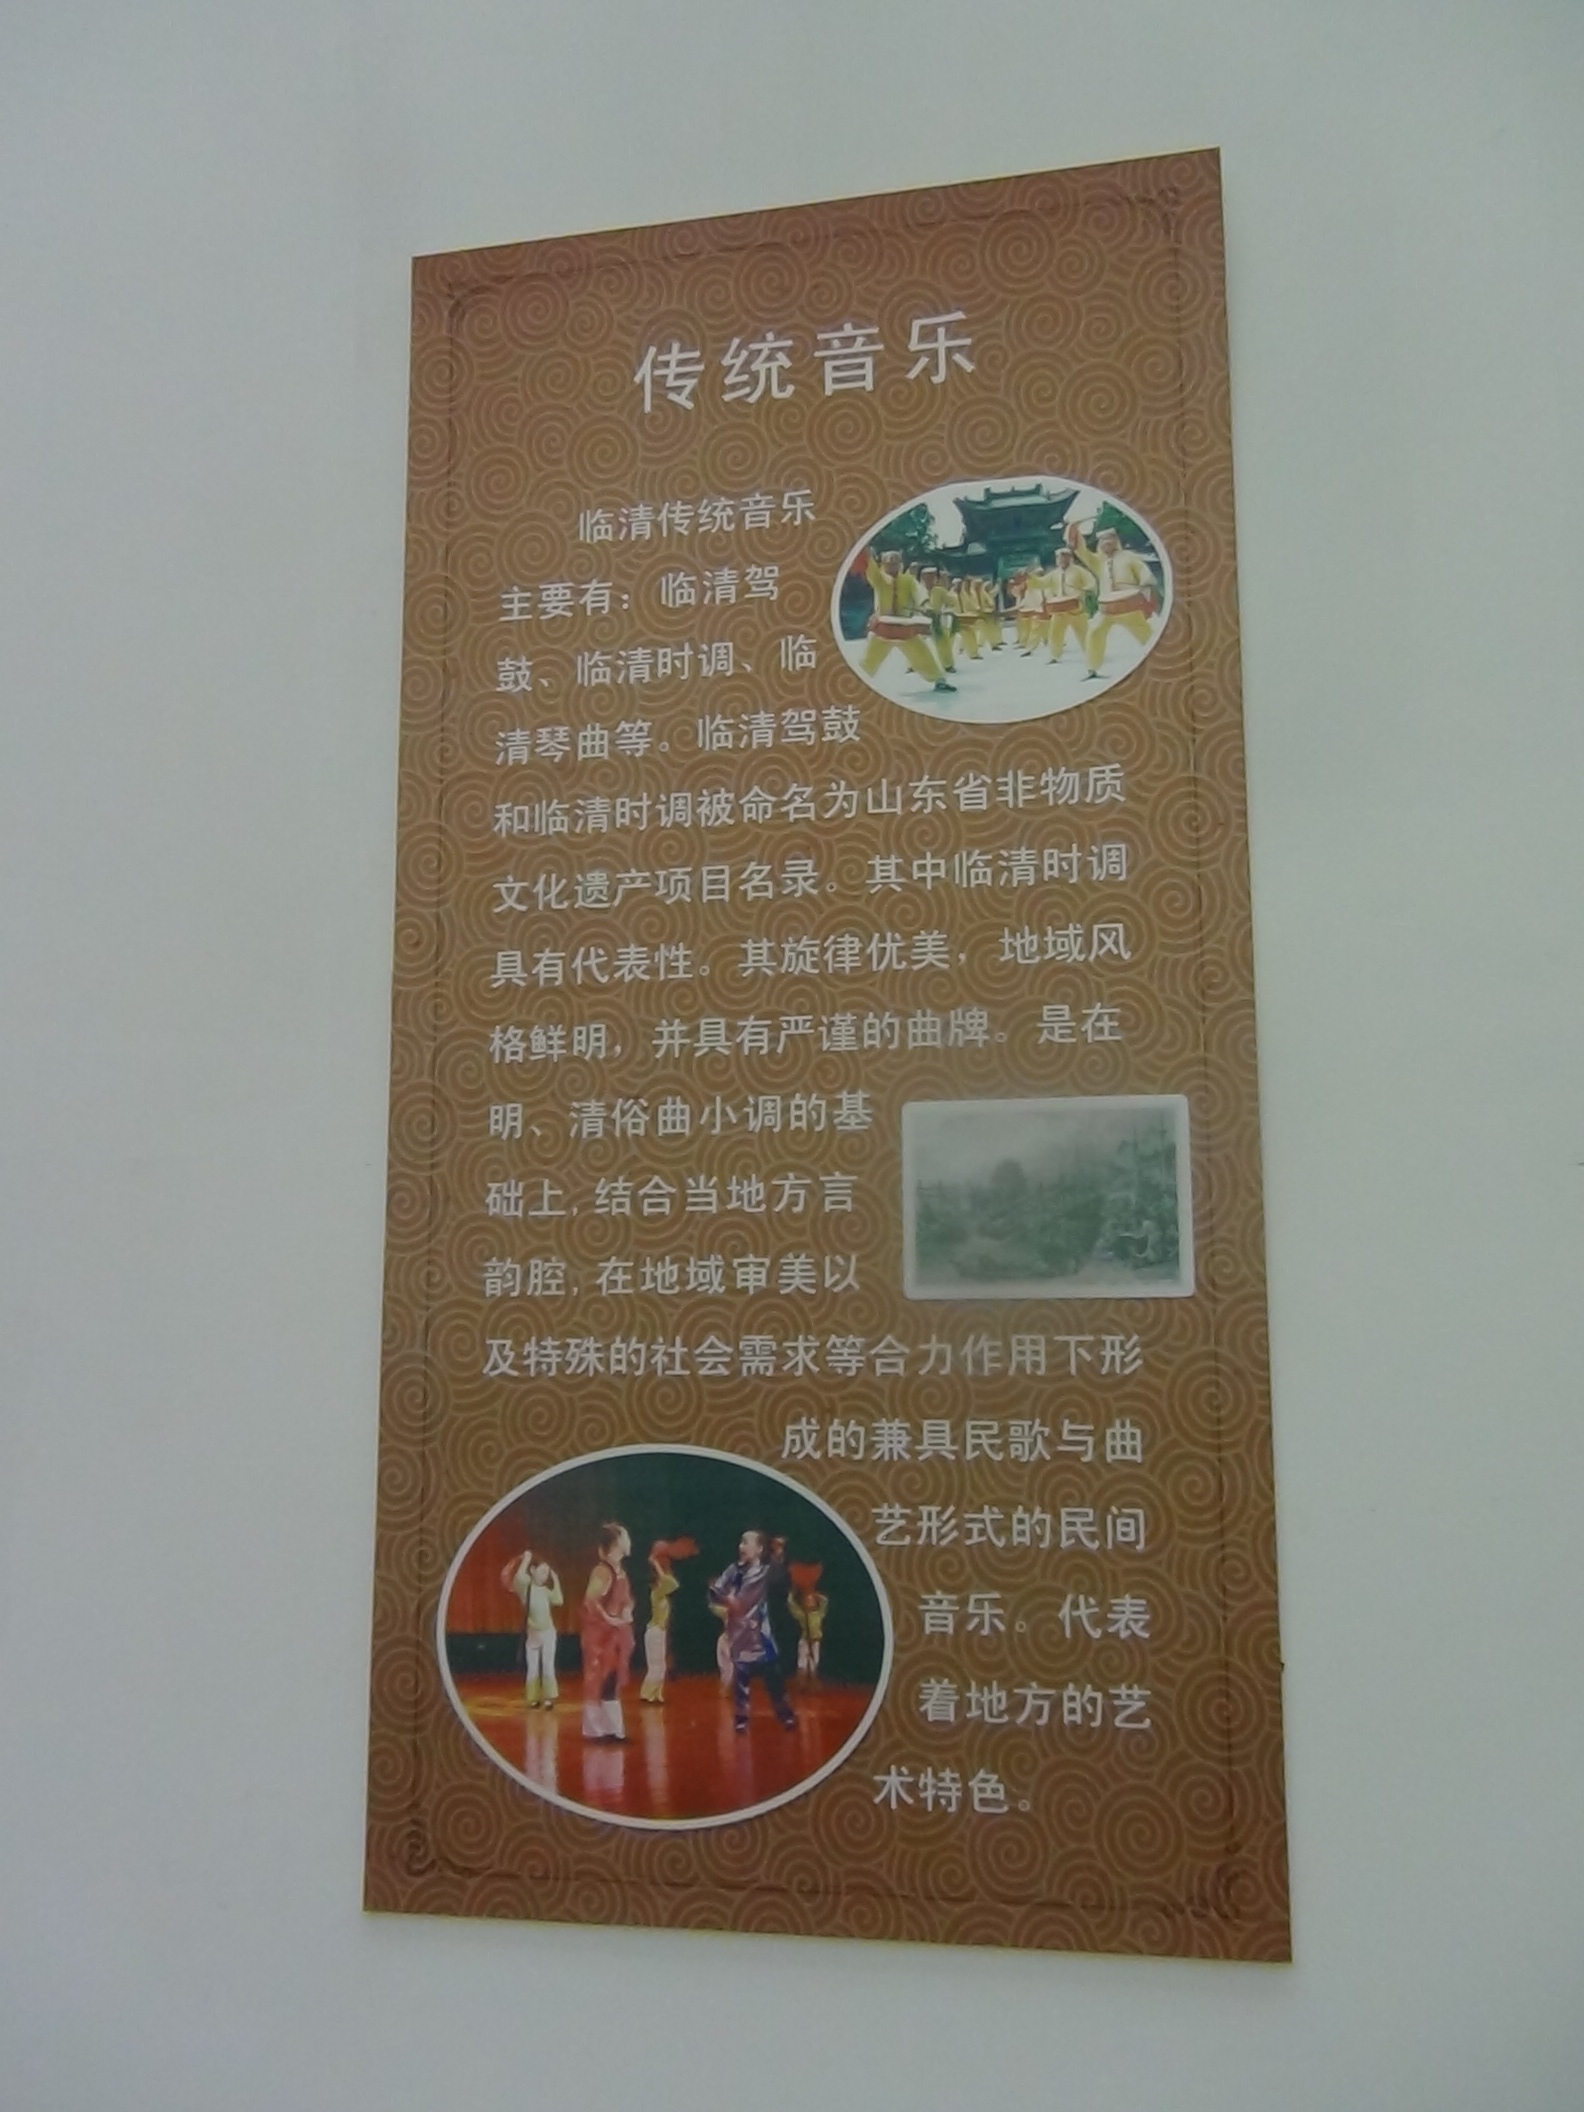 传统音乐
临清传统音乐
主要有：临清驾
鼓、临清时调、临
清琴曲等。临清驾鼓
和临清时调被命名为山东省非物质
文化遗产项目名录。其中临清时调
具有代表性。其旋律优美，地域风
格鲜明，并具有严谨的曲牌。是在
明、清俗曲小调的基
础上,结合当地方言
韵腔,在地域审美以
及特殊的社会需求等合力作用下形
成的兼具民歌与曲
艺形式的民间
音乐。代表
着地方的艺
术特色。